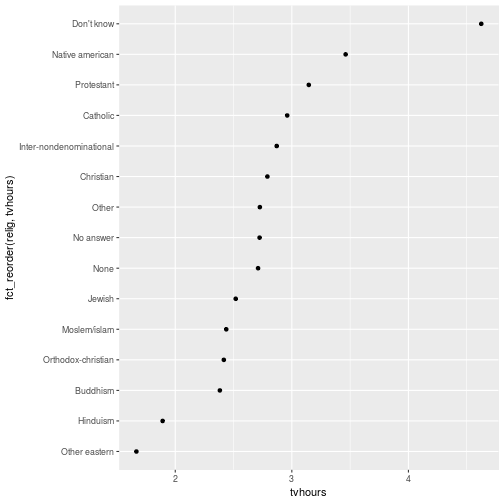 Don't know
Native american
Protestant
Catholic
Inter-nondenominational
Christian
Other
No answer
None
Jewish
Moslem/islam
Orthodox-christian
Buddhism
Hinduism
Other eastern
fct_reorder(relig, tvhours)
2 3 4
tvhours